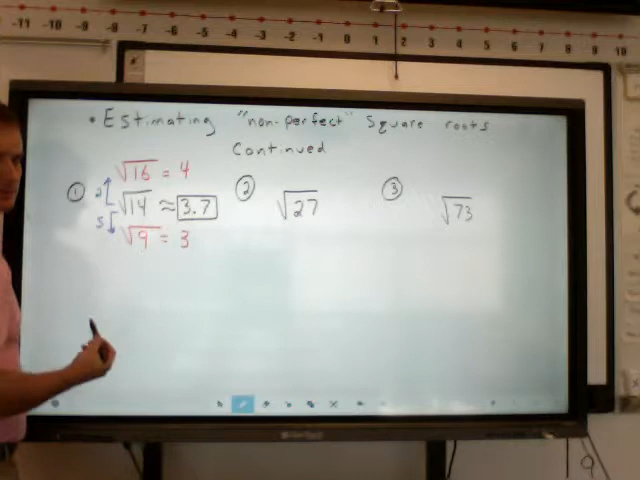 -11 -10 -9 -8 -7 -6 -5 -4 -3 -2 -1 0 1 2 3 4 5 6 7 8 9 10
• Estimating "non-perfect" Square roots
Continued
√16 = 4
① 2 √14 ≈ 3.7
5 √9 = 3
② √27
③ √73